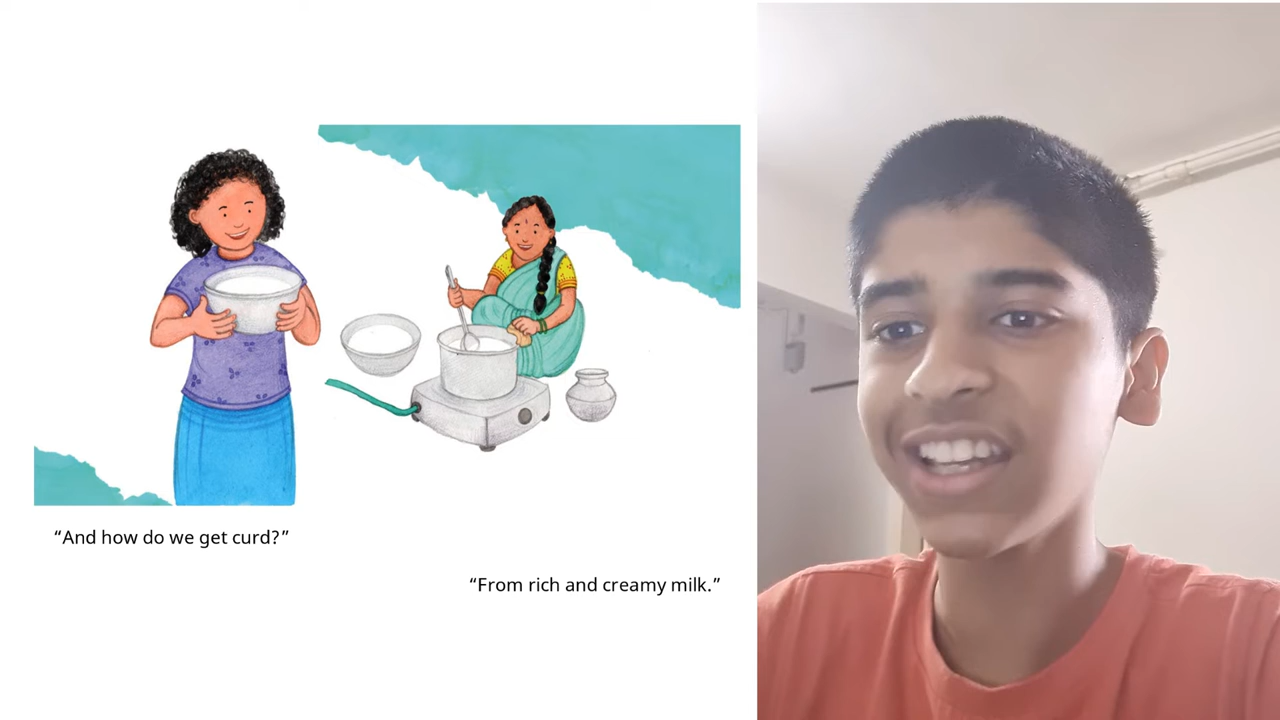 “And how do we get curd?”
“From rich and creamy milk.”